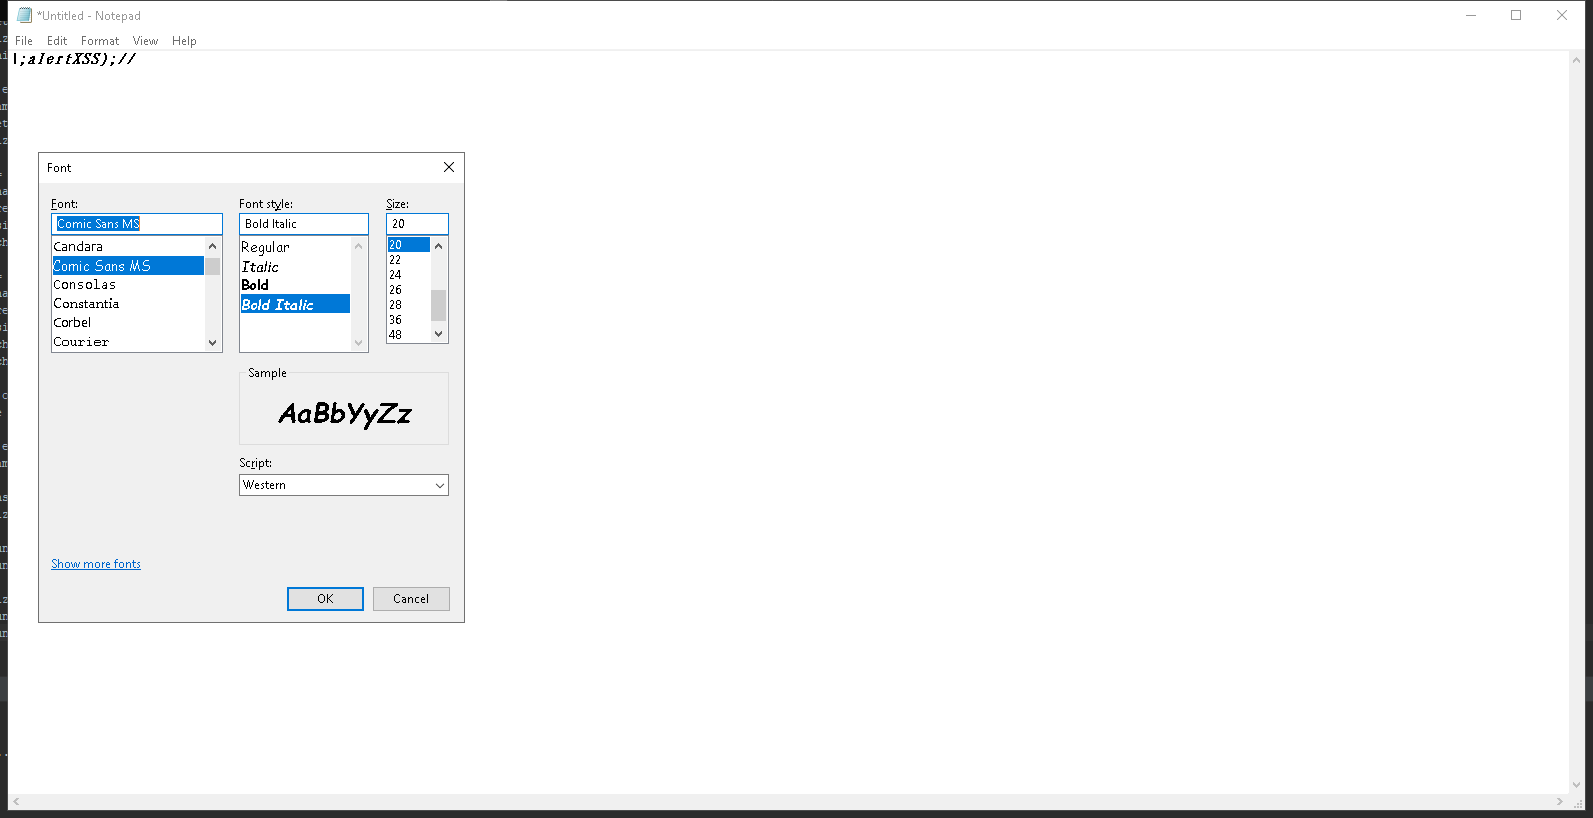 *Untitled - Notepad
File Edit Format View Help
\;alertXSS);//
Font
Font: Font style: Size:
Comic Sans MS Bold Italic 20
Candara Regular 20
Comic Sans MS Italic 22
Consolas Bold 24
Constantia Bold Italic 26
Corbel 28
Courier 36
48
Sample
AaBbYyZz
Script:
Western
Show more fonts
OK Cancel